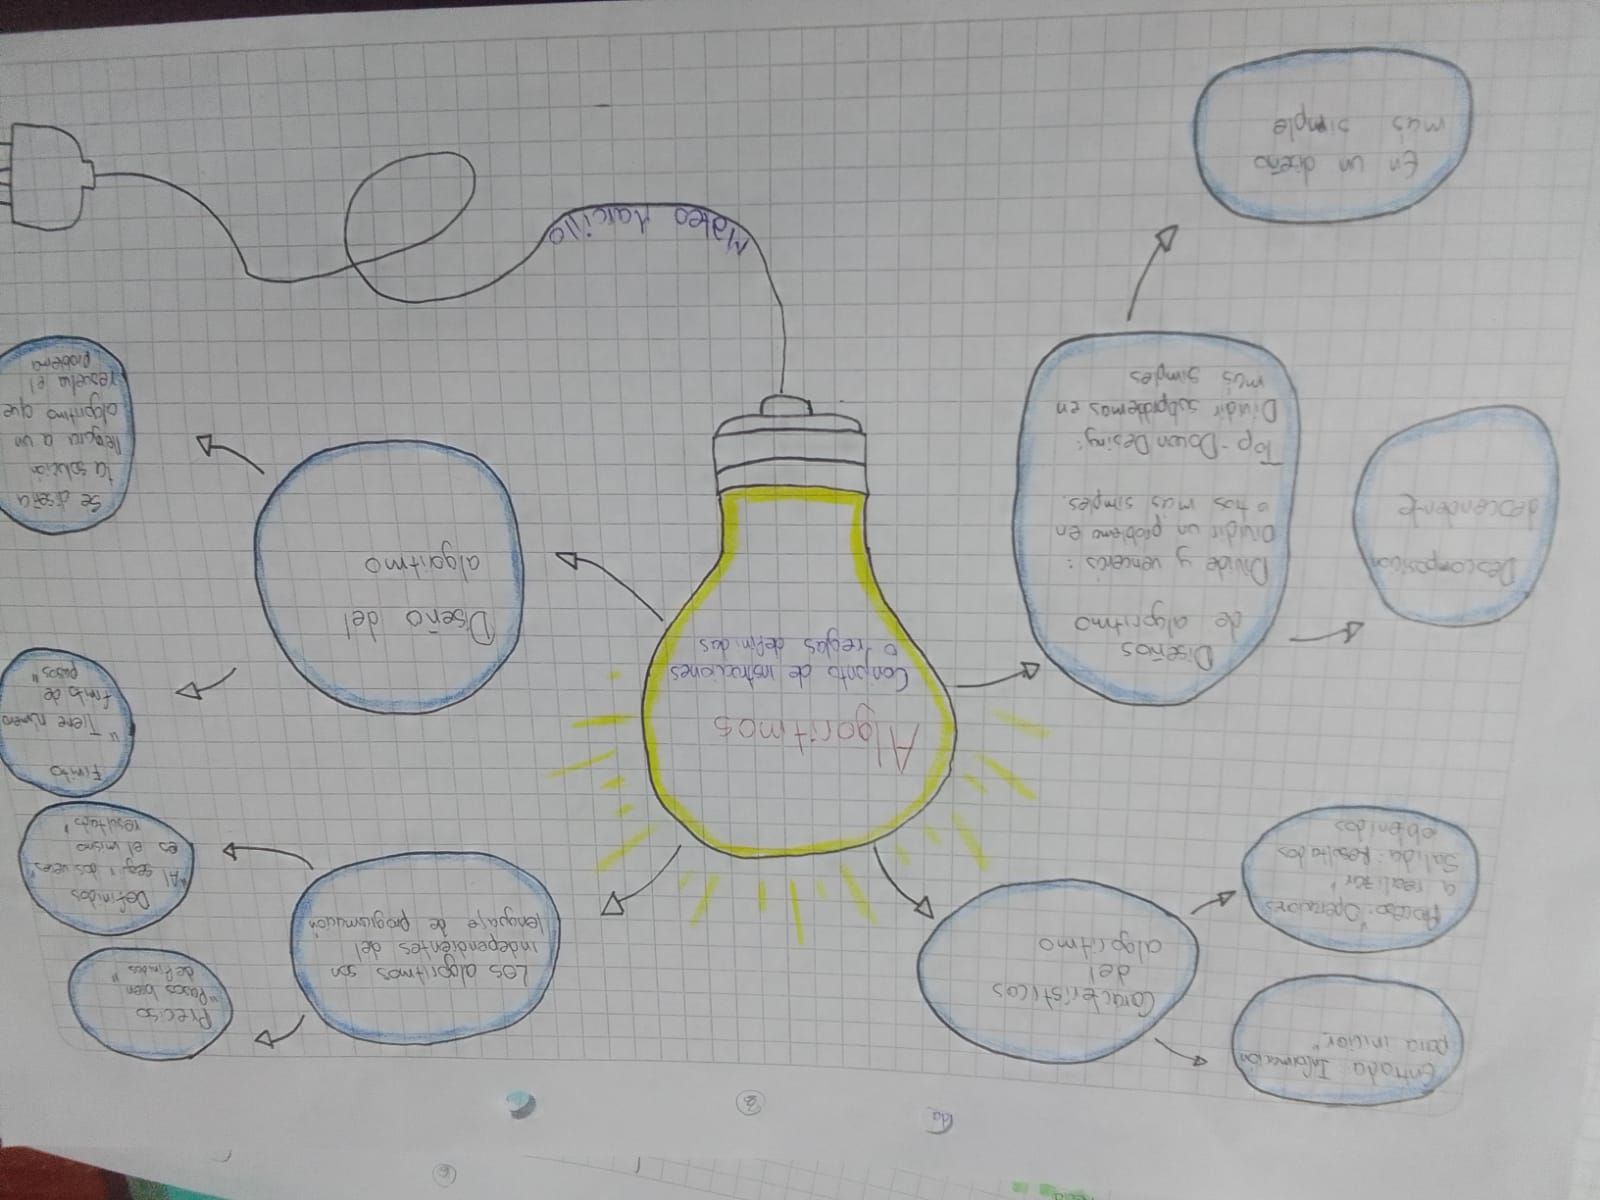 Entrada Información
para iniciar"
Proceso: "Operaciones
a realizar"
Salida: Resultados
obtenidos
Características
del
algoritmo
Los algoritmos son
independientes del
lenguaje de programación
Preciso
"Pasos bien
definidos"
Definidos
"Al seguir dos veces
es el mismo
resultado"
Algoritmos
Conjunto de instrucciones
o reglas definidas
Finito
"Tiene número
finito de
pasos"
Diseño del
algoritmo
Se diseña
la solución
llegara a un
algoritmo que
resuelva el
problema
Diseños
de algoritmo
Divide y vencerás:
Dividir un problema en
otros más simples.
Top-Down Desing:
Dividir subproblemas en
más simples
Descomposición
descendente
En un diseño
más simple
Mateo Marcillo